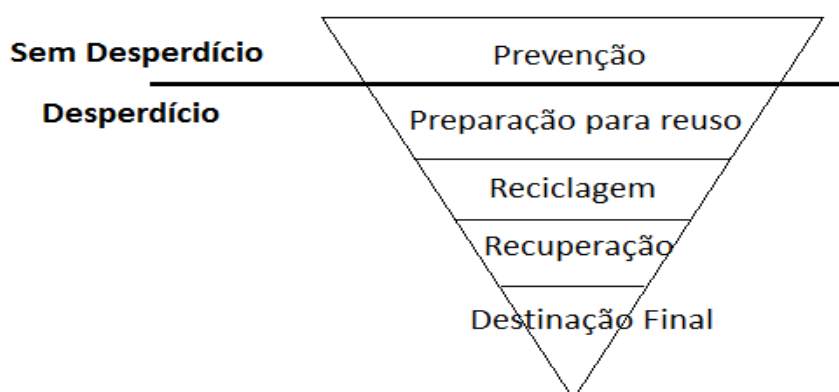 Sem Desperdício
Prevenção
Desperdício
Preparação para reuso
Reciclagem
Recuperação
Destinação Final